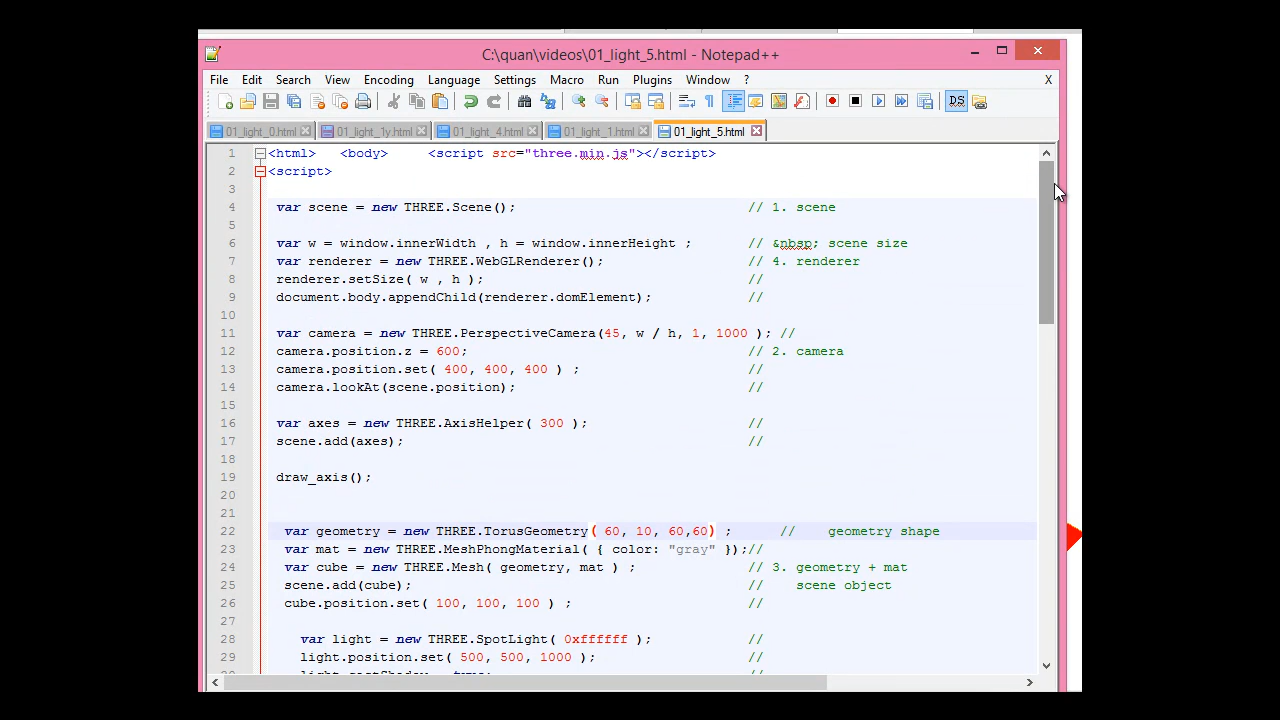 C:\quan\videos\01_light_5.html - Notepad++
File Edit Search View Encoding Language Settings Macro Run Plugins Window ? X
01_light_0.html 01_light_1y.html 01_light_4.html 01_light_1.html 01_light_5.html
1 <html> <body> <script src="three.min.js"></script>
2 <script>
3
4 var scene = new THREE.Scene(); // 1. scene
5
6 var w = window.innerWidth , h = window.innerHeight ; // &nbsp; scene size
7 var renderer = new THREE.WebGLRenderer(); // 4. renderer
8 renderer.setSize( w , h ); //
9 document.body.appendChild(renderer.domElement); //
10
11 var camera = new THREE.PerspectiveCamera(45, w / h, 1, 1000 ); //
12 camera.position.z = 600; // 2. camera
13 camera.position.set( 400, 400, 400 ) ; //
14 camera.lookAt(scene.position); //
15
16 var axes = new THREE.AxisHelper( 300 ); //
17 scene.add(axes); //
18
19 draw_axis();
20
21
22 var geometry = new THREE.TorusGeometry( 60, 10, 60,60) ; // geometry shape
23 var mat = new THREE.MeshPhongMaterial( { color: "gray" });//
24 var cube = new THREE.Mesh( geometry, mat ) ; // 3. geometry + mat
25 scene.add(cube); // scene object
26 cube.position.set( 100, 100, 100 ) ; //
27
28 var light = new THREE.SpotLight( 0xffffff ); //
29 light.position.set( 500, 500, 1000 ); //